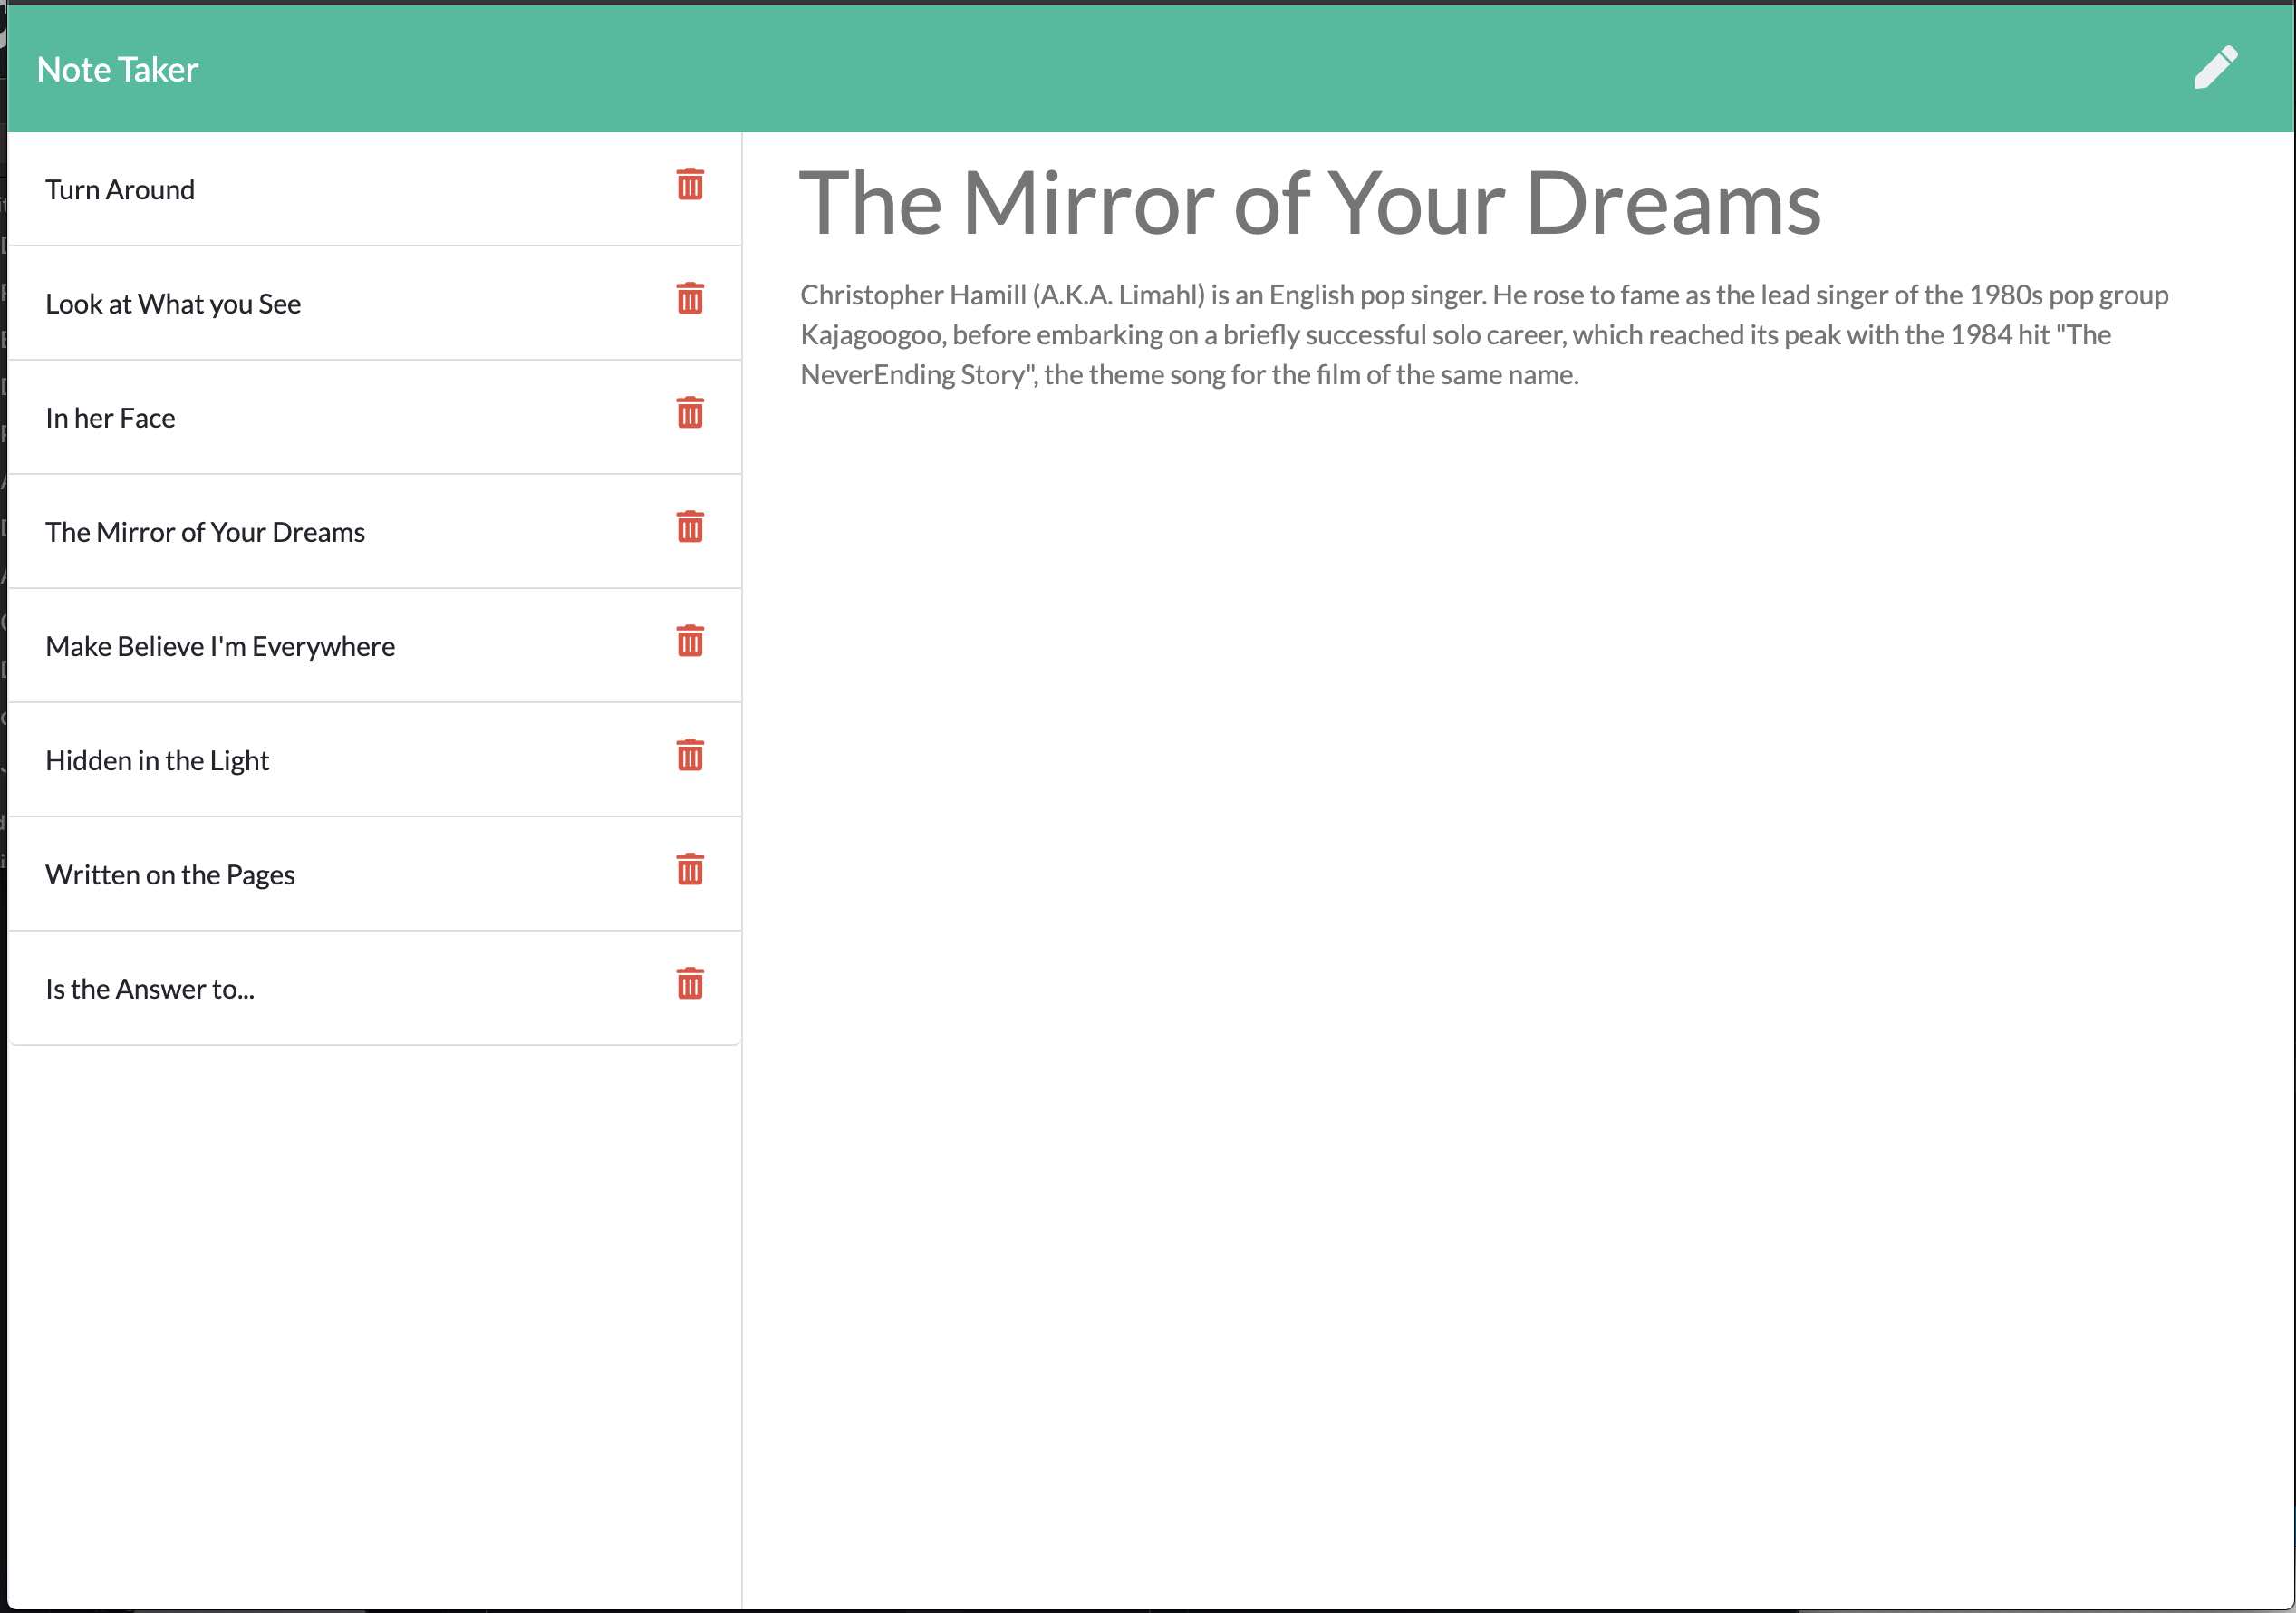 Note Taker
Turn Around
Look at What you See
In her Face
The Mirror of Your Dreams
Make Believe I'm Everywhere
Hidden in the Light
Written on the Pages
Is the Answer to...
The Mirror of Your Dreams
Christopher Hamill (A.K.A. Limahl) is an English pop singer. He rose to fame as the lead singer of the 1980s pop group
Kajagoogoo, before embarking on a briefly successful solo career, which reached its peak with the 1984 hit "The
NeverEnding Story", the theme song for the film of the same name.